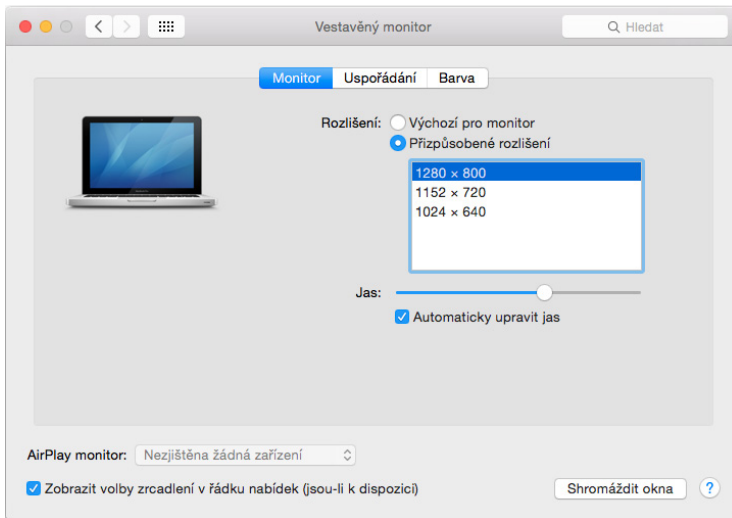 Vestavěný monitor
Hledat
Monitor Uspořádání Barva
Rozlišení: Výchozí pro monitor
Přizpůsobené rozlišení
1280 × 800
1152 × 720
1024 × 640
Jas:
Automaticky upravit jas
AirPlay monitor: Nezjištěna žádná zařízení
Zobrazit volby zrcadlení v řádku nabídek (jsou-li k dispozici)
Shromáždit okna ?